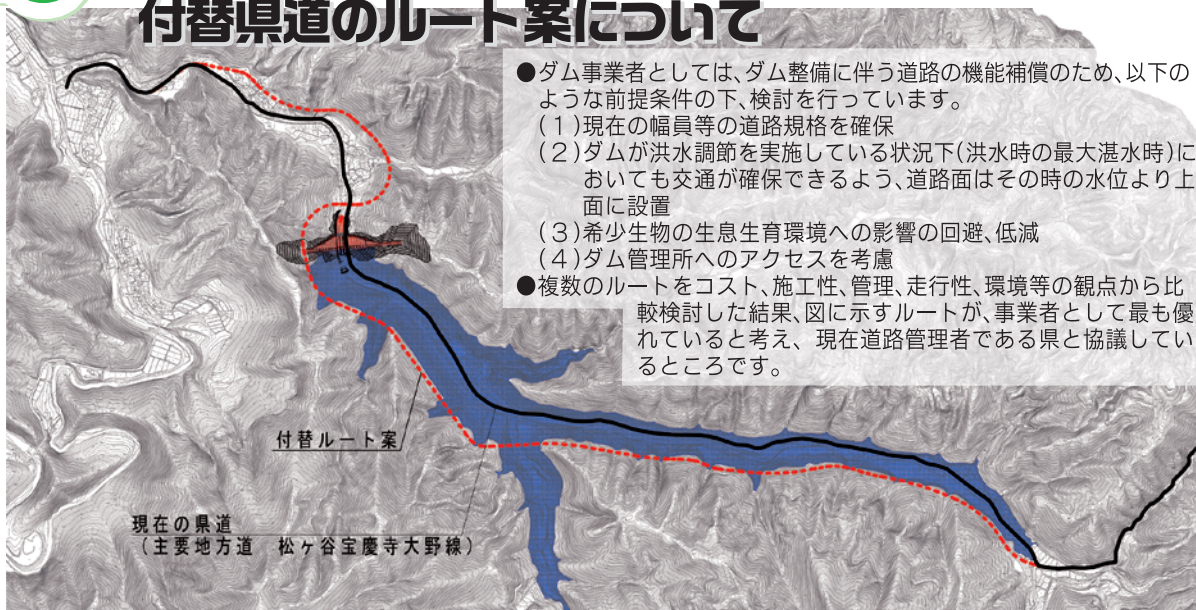 付替県道のルート案について
●ダム事業者としては、ダム整備に伴う道路の機能補償のため、以下の
ような前提条件の下、検討を行っています。
(1)現在の幅員等の道路規格を確保
(2)ダムが洪水調節を実施している状況下(洪水時の最大湛水時)に
おいても交通が確保できるよう、道路面はその時の水位より上
面に設置
(3)希少生物の生息生育環境への影響の回避、低減
(4)ダム管理所へのアクセスを考慮
●複数のルートをコスト、施工性、管理、走行性、環境等の観点から比
較検討した結果、図に示すルートが、事業者として最も優
れていると考え、現在道路管理者である県と協議してい
るところです。
付替ルート案
現在の県道
(主要地方道 松ヶ谷宝慶寺大野線)